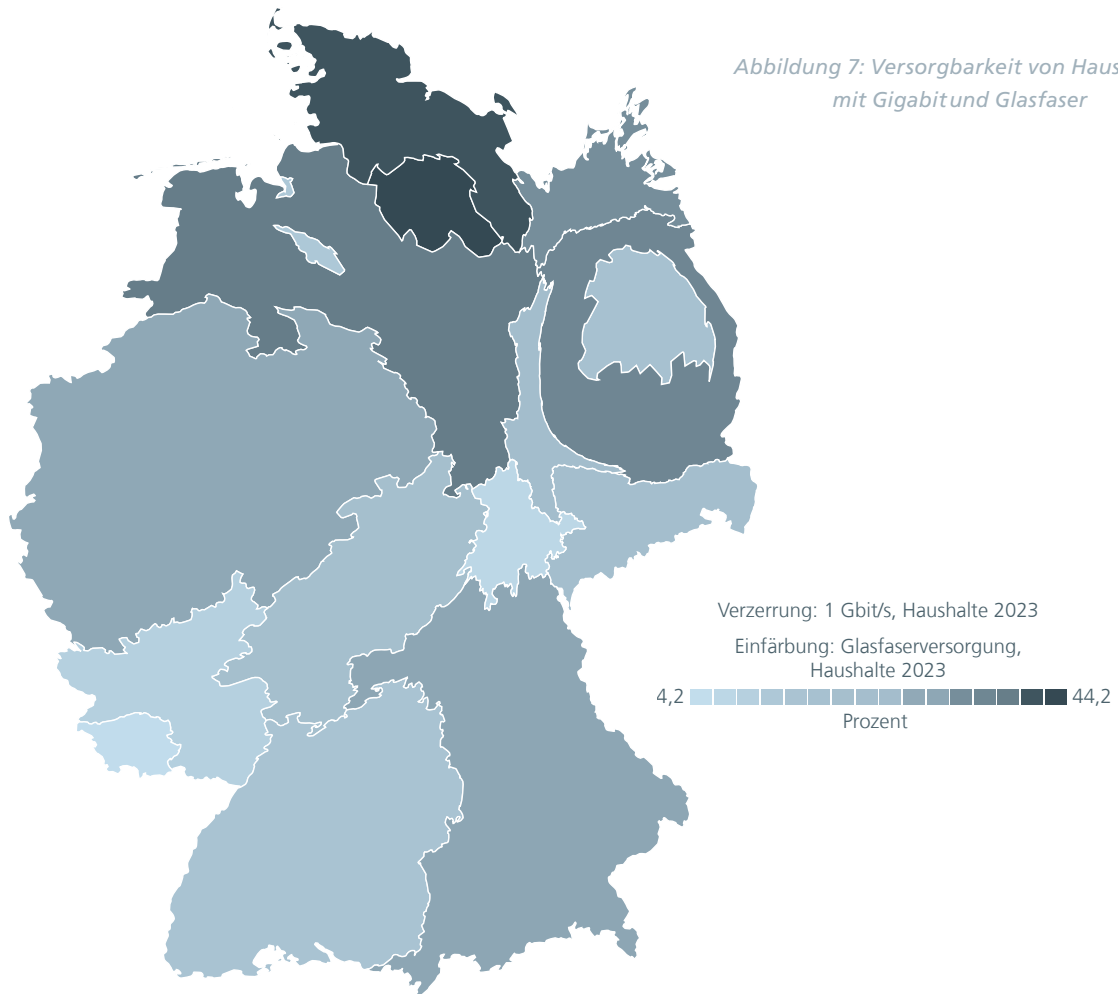 Abbildung 7: Versorgbarkeit von Haus
mit Gigabit und Glasfaser
Verzerrung: 1 Gbit/s, Haushalte 2023
Einfärbung: Glasfaserversorgung,
Haushalte 2023
4,2 44,2
Prozent